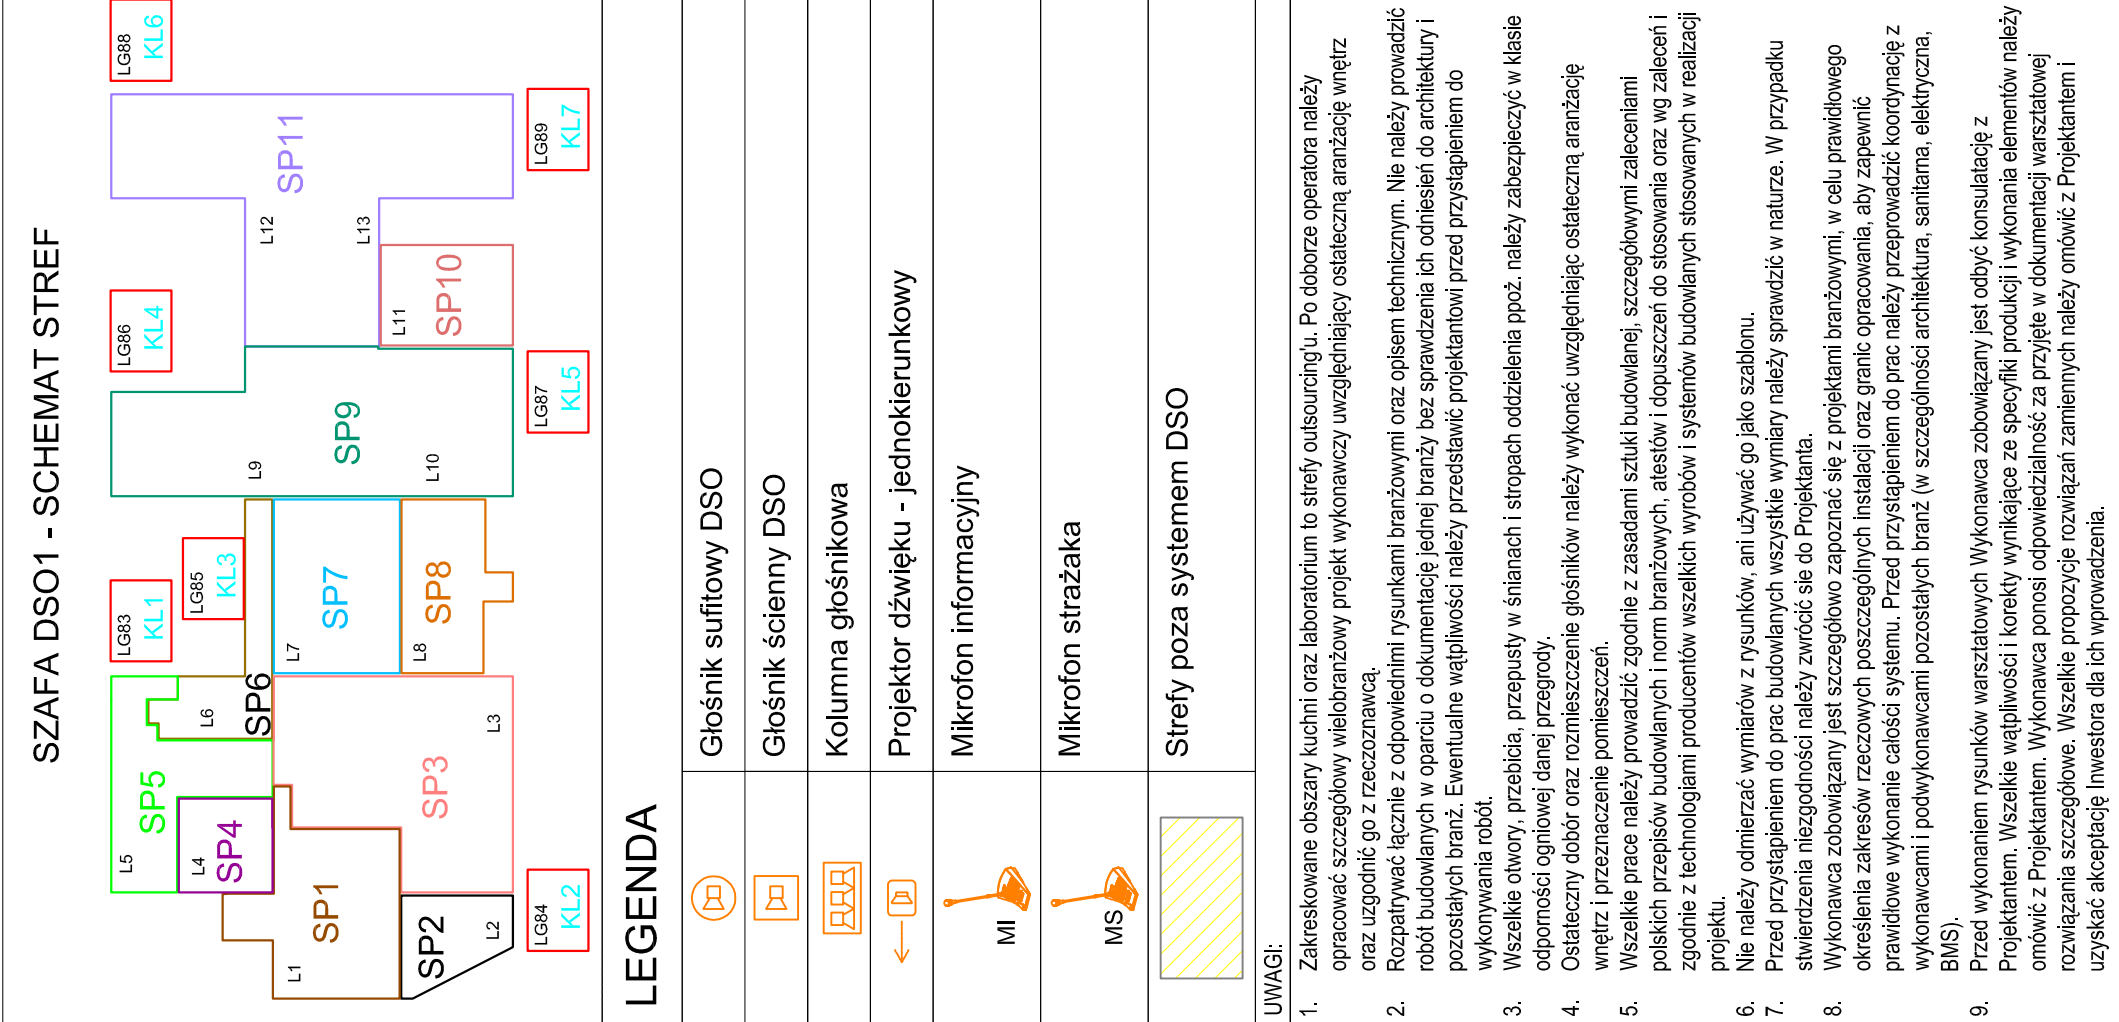 SZAFA DSO1 - SCHEMAT STREF
LG83
KL1
LG86
KL4
LG88
KL6
LG85
KL3
L5
SP5
L4
SP4
L6
SP6
L9
L12
SP11
L1
SP1
L7
SP7
SP9
L13
L11
SP10
L8
SP8
L10
SP3
L3
SP2
L2
LG84
KL2
LG87
KL5
LG89
KL7
LEGENDA
Głośnik sufitowy DSO
Głośnik ścienny DSO
Kolumna głośnikowa
Projektor dźwięku - jednokierunkowy
MI
Mikrofon informacyjny
MS
Mikrofon strażaka
Strefy poza systemem DSO
UWAGI:
1. Zakreskowane obszary kuchni oraz laboratorium to strefy outsourcing'u. Po doborze operatora należy
opracować szczegółowy wielobranżowy projekt wykonawczy uwzględniający ostateczną aranżację wnętrz
oraz uzgodnić go z rzeczoznawcą.
2. Rozpatrywać łącznie z odpowiednimi rysunkami branżowymi oraz opisem technicznym. Nie należy prowadzić
robót budowlanych w oparciu o dokumentację jednej branży bez sprawdzenia ich odniesień do architektury i
pozostałych branż. Ewentualne wątpliwości należy przedstawić projektantowi przed przystąpieniem do
wykonywania robót.
3. Wszelkie otwory, przebicia, przepusty w śnianach i stropach oddzielenia ppoż. należy zabezpieczyć w klasie
odporności ogniowej danej przegrody.
4. Ostateczny dobór oraz rozmieszczenie głośników należy wykonać uwzględniając ostateczną aranżację
wnętrz i przeznaczenie pomieszczeń.
5. Wszelkie prace należy prowadzić zgodnie z zasadami sztuki budowlanej, szczegółowymi zaleceniami
polskich przepisów budowlanych i norm branżowych, atestów i dopuszczeń do stosowania oraz wg zaleceń i
zgodnie z technologiami producentów wszelkich wyrobów i systemów budowlanych stosowanych w realizacji
projektu.
6. Nie należy odmierzać wymiarów z rysunków, ani używać go jako szablonu.
7. Przed przystąpieniem do prac budowlanych wszystkie wymiary należy sprawdzić w naturze. W przypadku
stwierdzenia niezgodności należy zwrócić sie do Projektanta.
8. Wykonawca zobowiązany jest szczegółowo zapoznać się z projektami branżowymi, w celu prawidłowego
określenia zakresów rzeczowych poszczególnych instalacji oraz granic opracowania, aby zapewnić
prawidłowe wykonanie całości systemu. Przed przystąpieniem do prac należy przeprowadzić koordynację z
wykonawcami i podwykonawcami pozostałych branż (w szczególności architektura, sanitarna, elektryczna,
BMS).
9. Przed wykonaniem rysunków warsztatowych Wykonawca zobowiązany jest odbyć konsulatację z
Projektantem. Wszelkie wątpliwości i korekty wynikające ze specyfiki produkcji i wykonania elementów należy
omówić z Projektantem. Wykonawca ponosi odpowiedzialność za przyjęte w dokumentacji warsztatowej
rozwiązania szczegółowe. Wszelkie propozycje rozwiązań zamiennych należy omówić z Projektantem i
uzyskać akceptację Inwestora dla ich wprowadzenia.